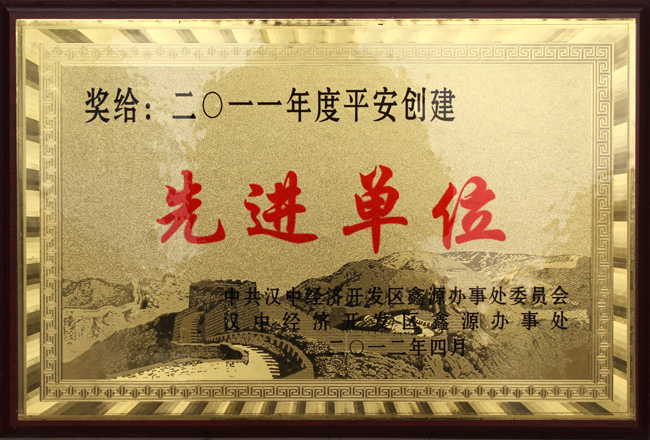 奖给：二〇一一年度平安创建
先进单位
中共汉中经济开发区鑫源办事处委员会
汉中经济开发区鑫源办事处
二〇一二年四月